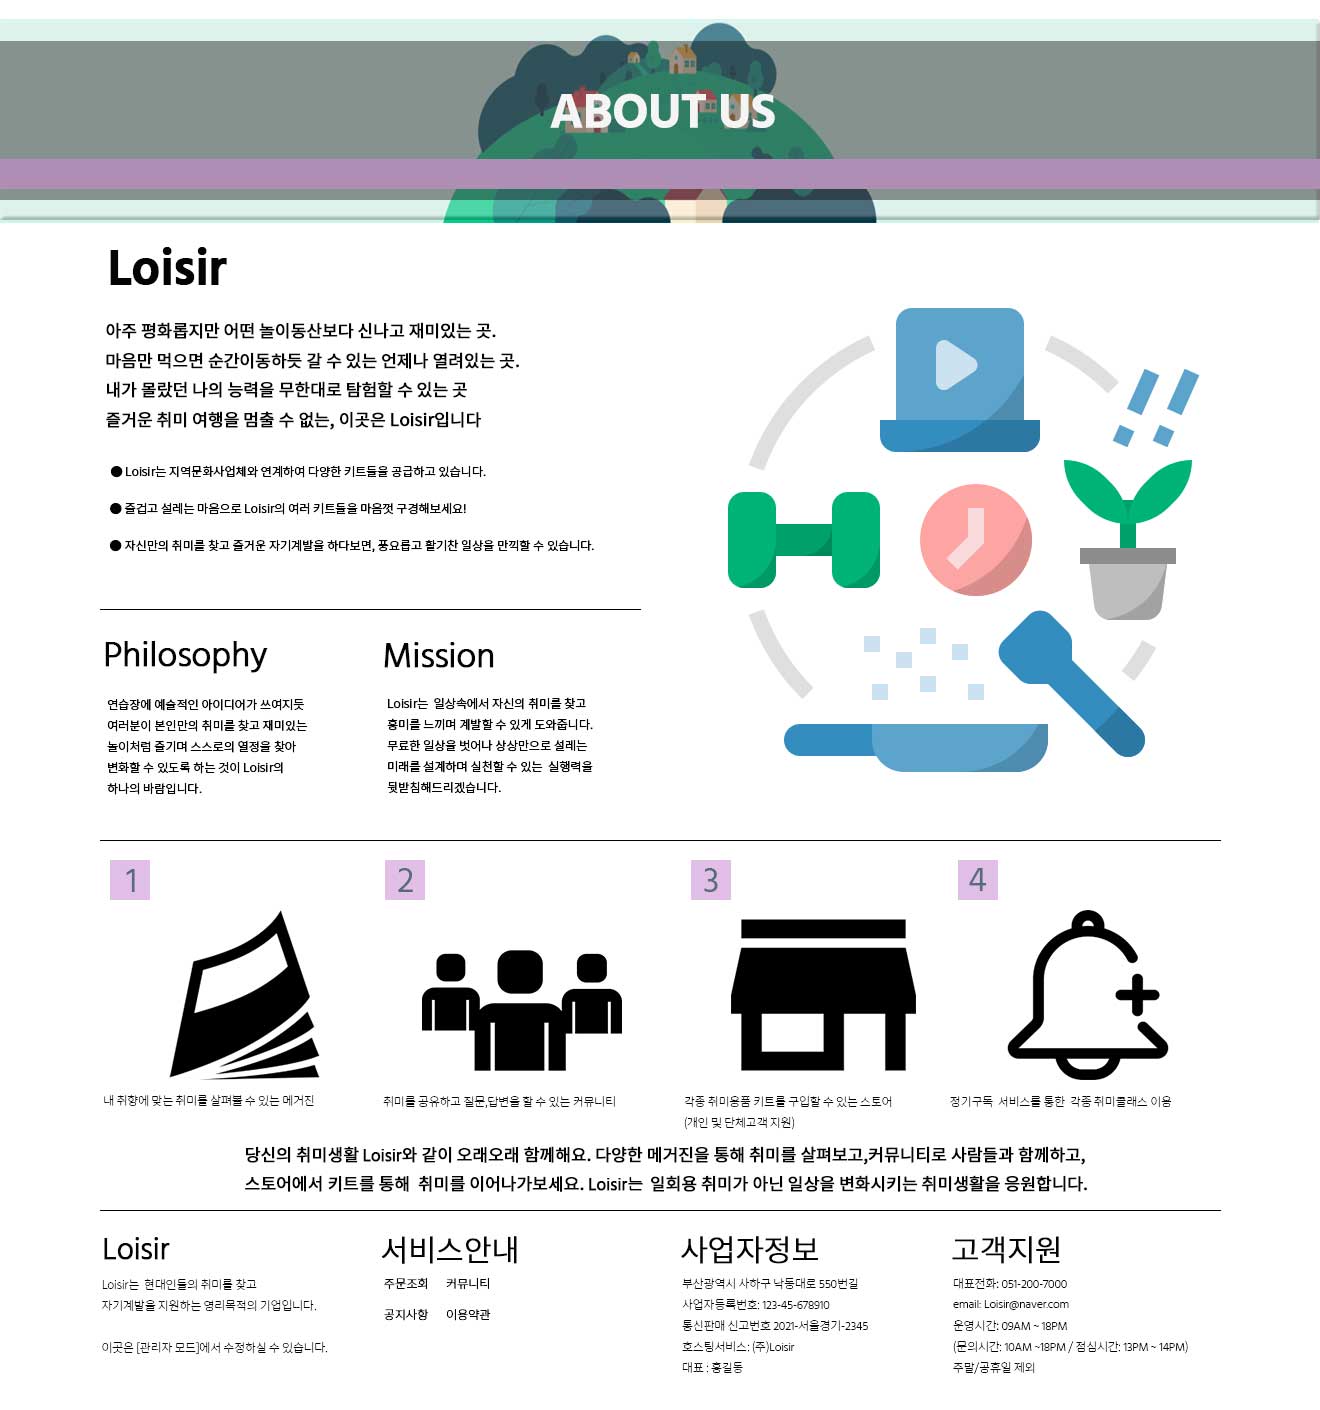 ABOUT US
Loisir
아주 평화롭지만 어떤 놀이동산보다 신나고 재미있는 곳.
마음만 먹으면 순간이동하듯 갈 수 있는 언제나 열려있는 곳.
내가 몰랐던 나의 능력을 무한대로 탐험할 수 있는 곳
즐거운 취미 여행을 멈출 수 없는, 이곳은 Loisir입니다
● Loisir는 지역문화사업체와 연계하여 다양한 키트들을 공급하고 있습니다.
● 즐겁고 설레는 마음으로 Loisir의 여러 키트들을 마음껏 구경해보세요!
● 자신만의 취미를 찾고 즐거운 자기계발을 하다보면, 풍요롭고 활기찬 일상을 만끽할 수 있습니다.
Philosophy
연습장에 예술적인 아이디어가 쓰여지듯
여러분이 본인만의 취미를 찾고 재미있는
놀이처럼 즐기며 스스로의 열정을 찾아
변화할 수 있도록 하는 것이 Loisir의
하나의 바람입니다.
Mission
Loisir는 일상속에서 자신의 취미를 찾고
흥미를 느끼며 계발할 수 있게 도와줍니다.
무료한 일상을 벗어나 상상만으로 설레는
미래를 설계하며 실천할 수 있는 실행력을
뒷받침해드리겠습니다.
1
2
3
4
내 취향에 맞는 취미를 살펴볼 수 있는 메거진
취미를 공유하고 질문,답변을 할 수 있는 커뮤니티
각종 취미용품 키트를 구입할 수 있는 스토어
(개인 및 단체고객 지원)
정기구독 서비스를 통한 각종 취미클래스 이용
당신의 취미생활 Loisir와 같이 오래오래 함께해요. 다양한 메거진을 통해 취미를 살펴보고,커뮤니티로 사람들과 함께하고,
스토어에서 키트를 통해 취미를 이어나가보세요. Loisir는 일회용 취미가 아닌 일상을 변화시키는 취미생활을 응원합니다.
Loisir
Loisir는 현대인들의 취미를 찾고
자기계발을 지원하는 영리목적의 기업입니다.
이곳은 [관리자 모드]에서 수정하실 수 있습니다.
서비스안내
주문조회 커뮤니티
공지사항 이용약관
사업자정보
부산광역시 사하구 낙동대로 550번길
사업자등록번호: 123-45-678910
통신판매 신고번호 2021-서울경기-2345
호스팅서비스: (주)Loisir
대표 : 홍길동
고객지원
대표전화: 051-200-7000
email: Loisir@naver.com
운영시간: 09AM ~ 18PM
(문의시간: 10AM ~18PM / 점심시간: 13PM ~ 14PM)
주말/공휴일 제외